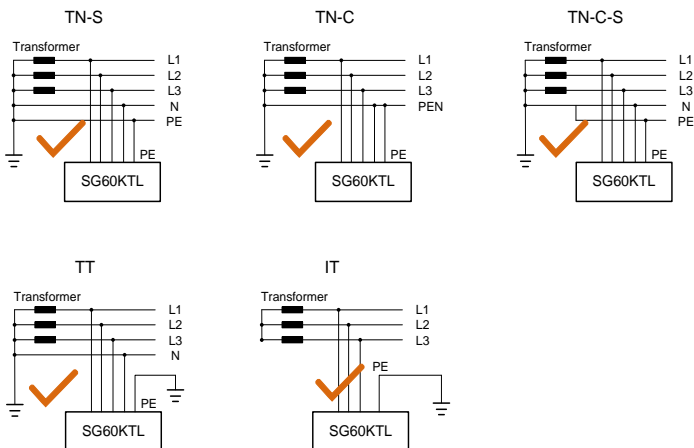 TN-S
Transformer
L1
L2
L3
N
PE
PE
SG60KTL
TN-C
Transformer
L1
L2
L3
PEN
PE
SG60KTL
TN-C-S
Transformer
L1
L2
L3
N
PE
PE
SG60KTL
TT
Transformer
L1
L2
L3
N
PE
SG60KTL
IT
Transformer
L1
L2
L3
PE
SG60KTL